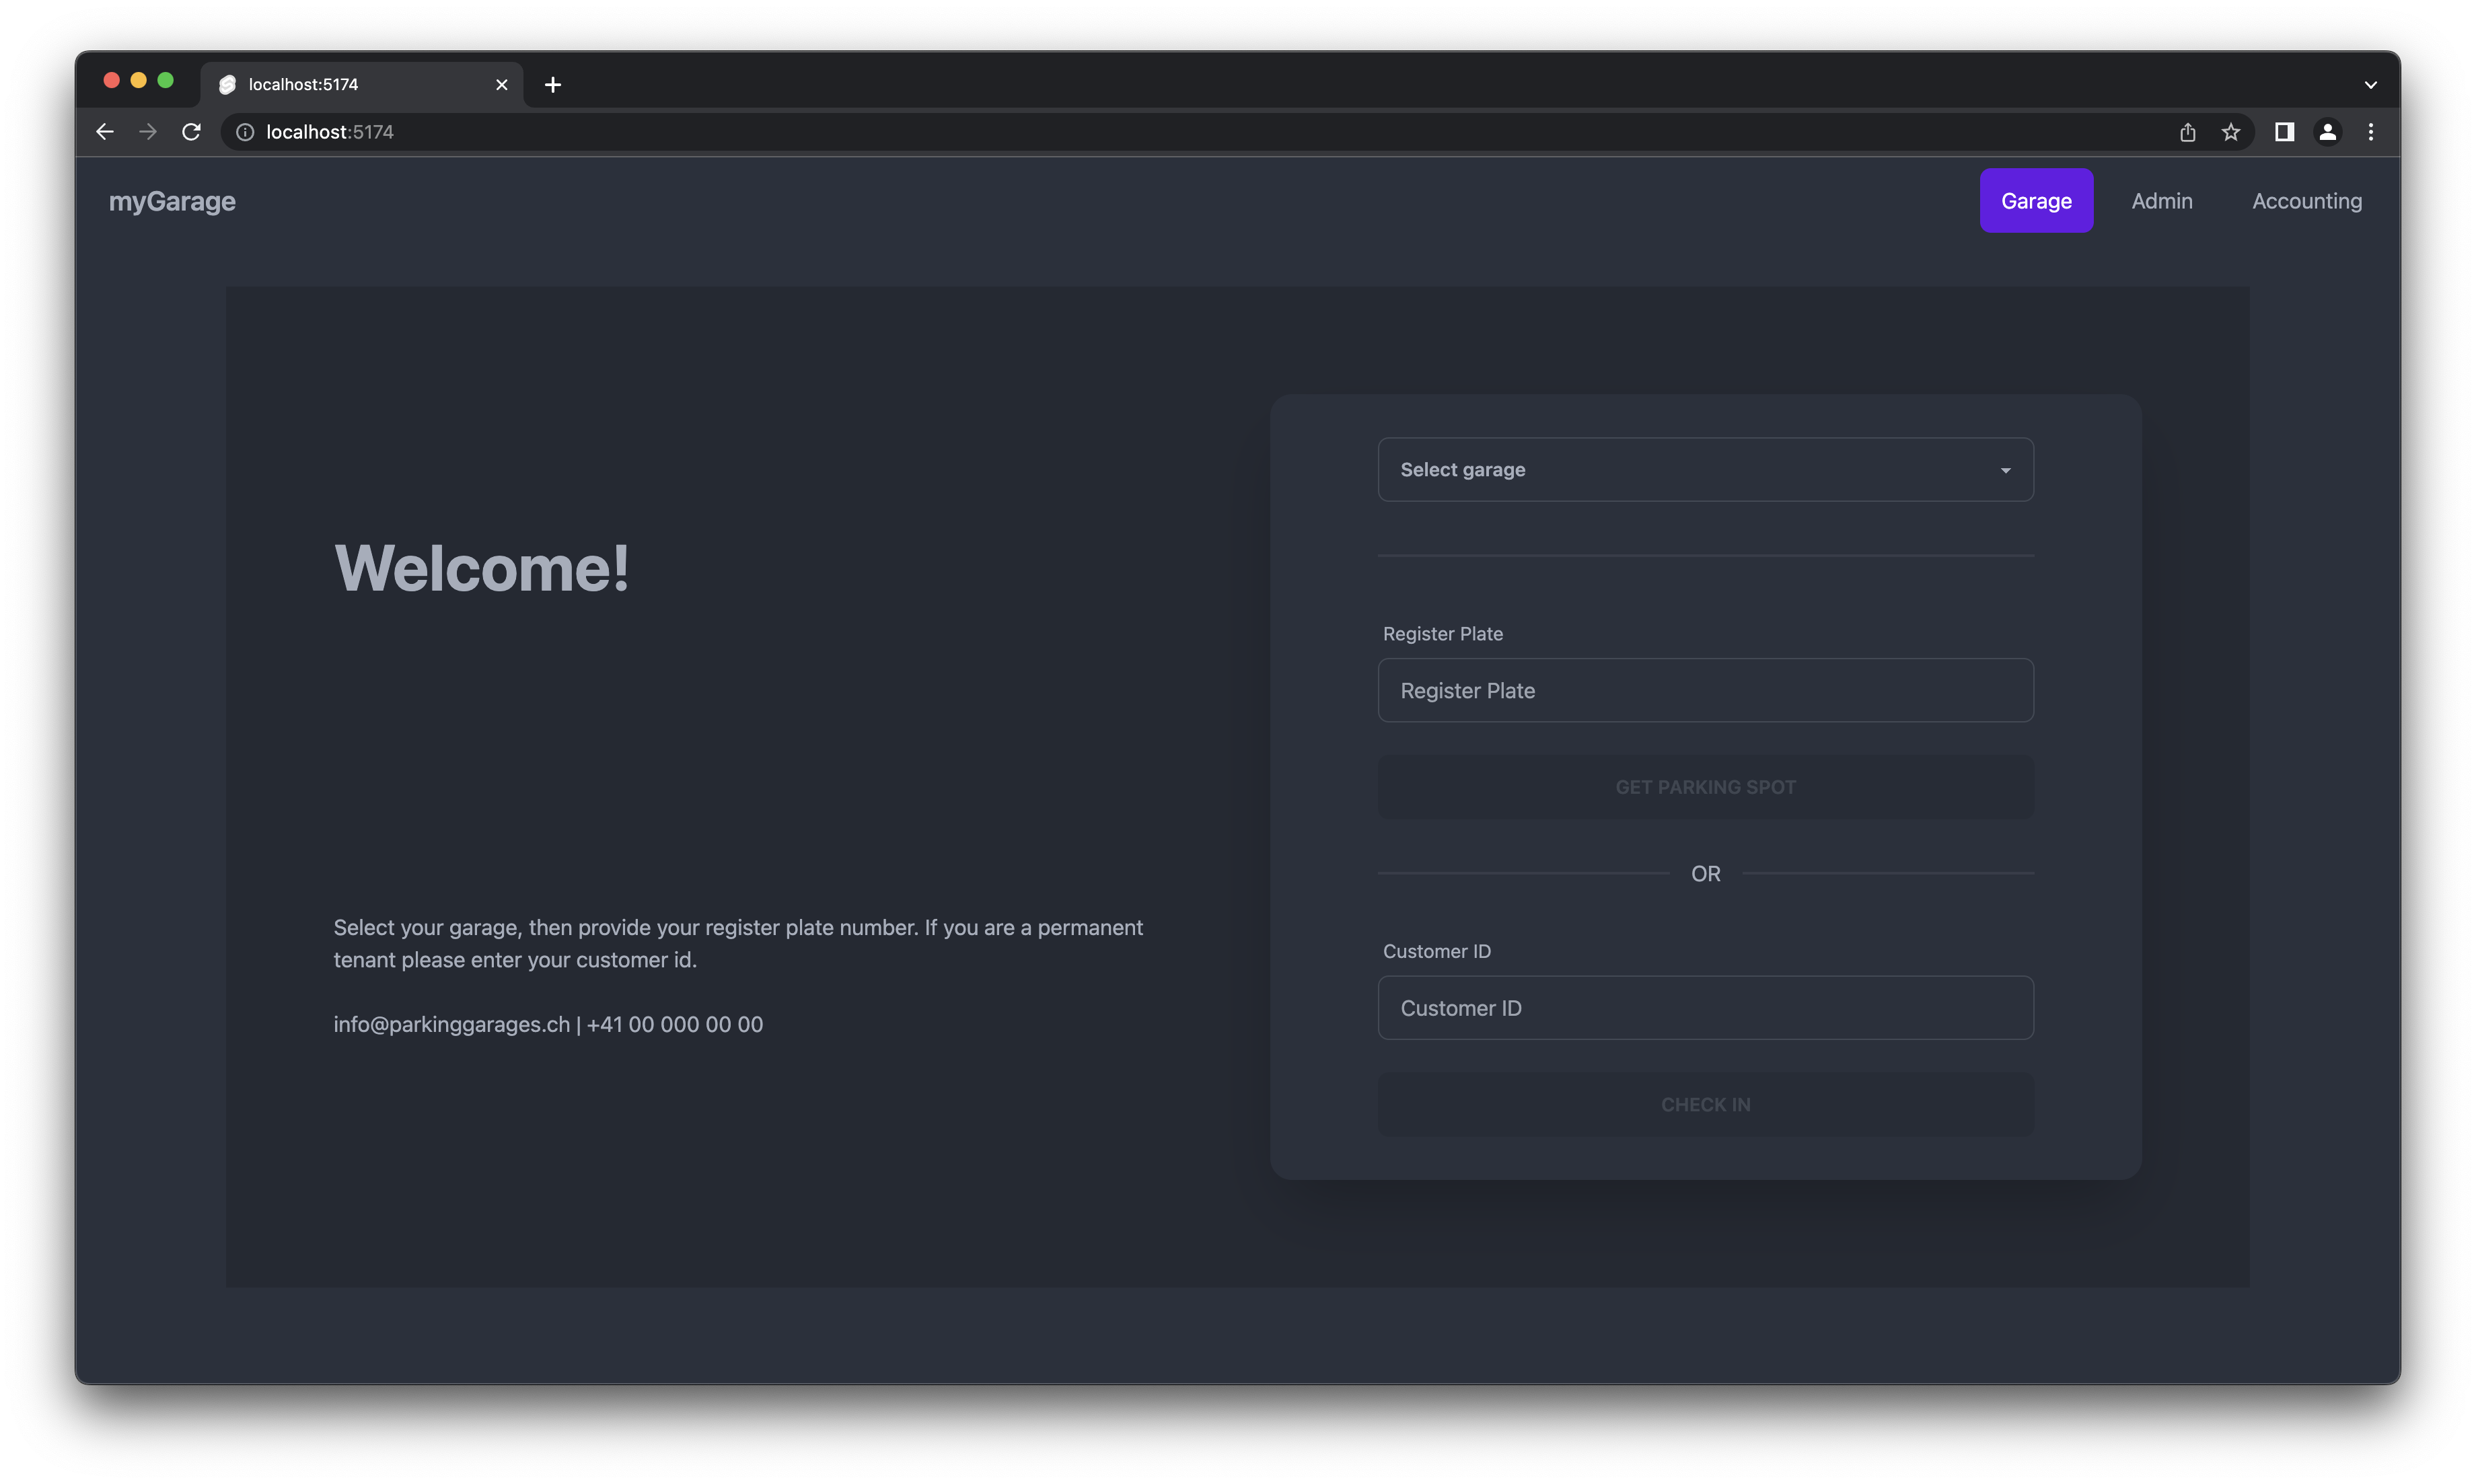 localhost:5174
localhost:5174
myGarage
Garage
Admin
Accounting
Welcome!
Select your garage, then provide your register plate number. If you are a permanent
tenant please enter your customer id.
info@parkinggarages.ch | +41 00 000 00 00
Select garage
Register Plate
Register Plate
GET PARKING SPOT
OR
Customer ID
Customer ID
CHECK IN